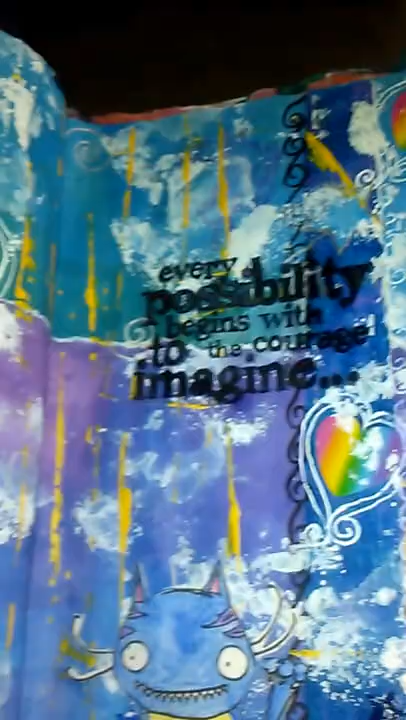 every
possibility
begins with
to the courage
imagine...